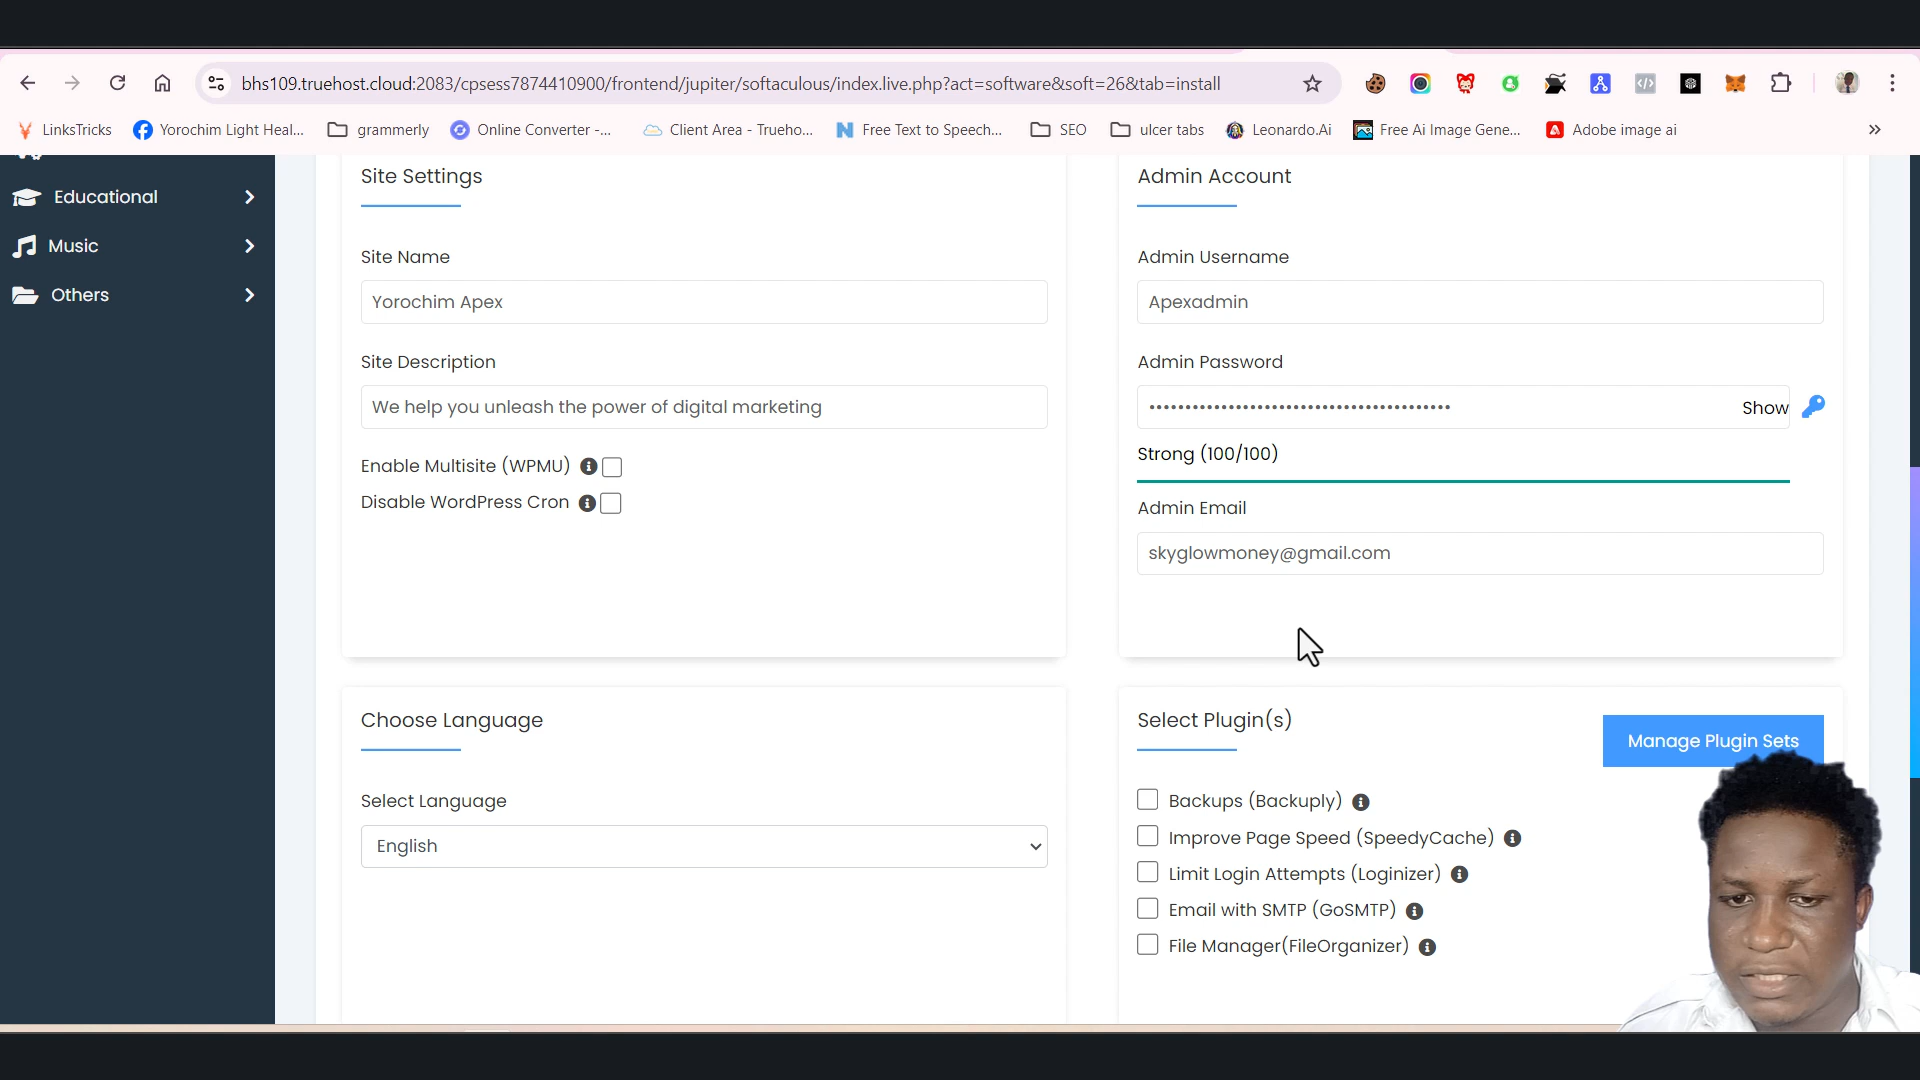 bhs109.truehost.cloud:2083/cpsess7874410900/frontend/jupiter/softaculous/index.live.php?act=software&soft=26&tab=install
LinksTricks
Yorochim Light Heal...
grammerly
Online Converter -...
Client Area - Trueho...
Free Text to Speech...
SEO
ulcer tabs
Leonardo.Ai
Free Ai Image Gene...
Adobe image ai
Educational
Music
Others
Site Settings
Site Name
Yorochim Apex
Site Description
We help you unleash the power of digital marketing
Enable Multisite (WPMU)
Disable WordPress Cron
Admin Account
Admin Username
Apexadmin
Admin Password
Show
Strong (100/100)
Admin Email
skyglowmoney@gmail.com
Choose Language
Select Language
English
Select Plugin(s)
Manage Plugin Sets
Backups (Backuply)
Improve Page Speed (SpeedyCache)
Limit Login Attempts (Loginizer)
Email with SMTP (GoSMTP)
File Manager(FileOrganizer)